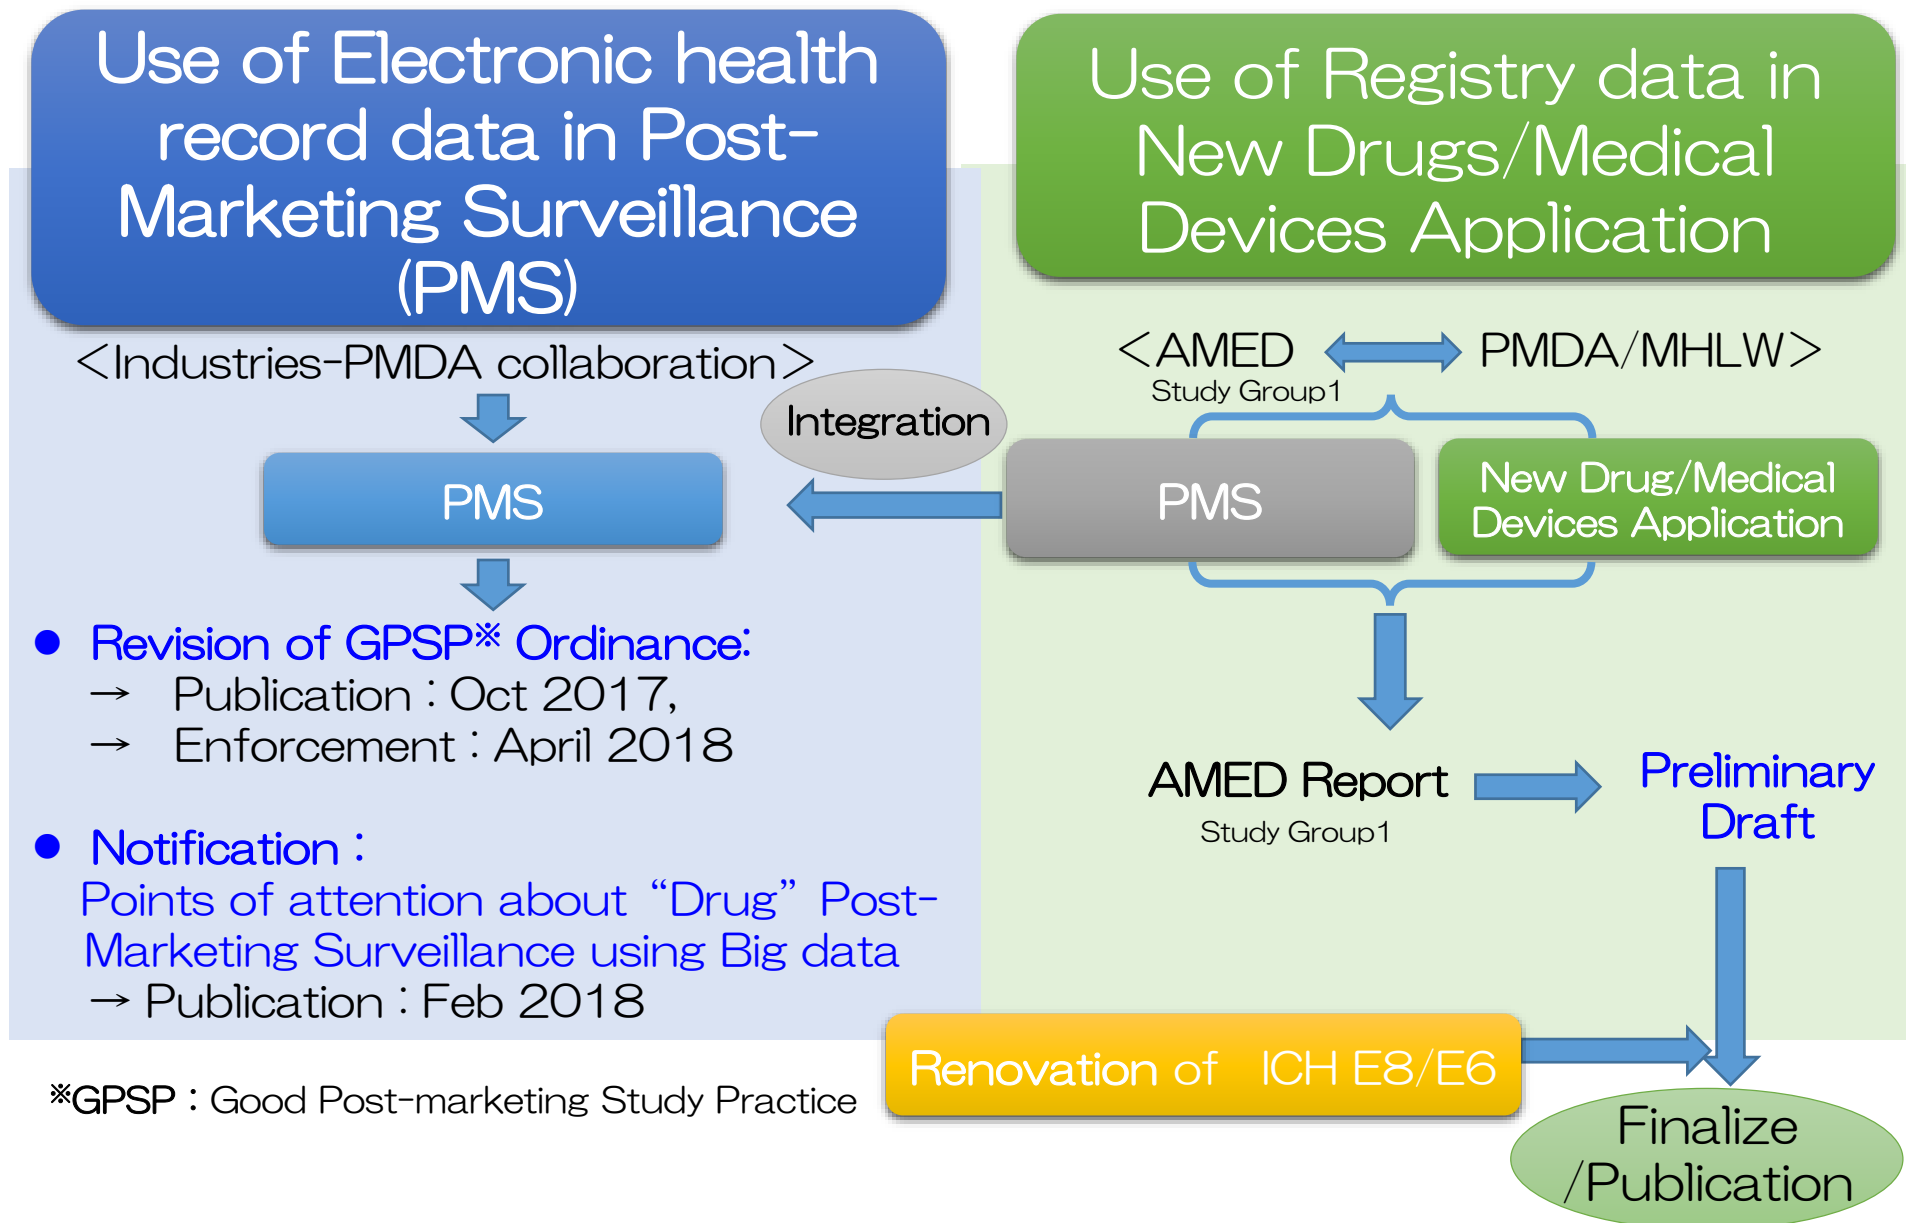 Use of Electronic health
record data in Post-
Marketing Surveillance
(PMS)
<Industries-PMDA collaboration>
PMS
● Revision of GPSP※ Ordinance:
→ Publication : Oct 2017,
→ Enforcement : April 2018
● Notification :
Points of attention about “Drug” Post-
Marketing Surveillance using Big data
→ Publication : Feb 2018
※GPSP : Good Post-marketing Study Practice
Integration
Use of Registry data in
New Drugs/Medical
Devices Application
<AMED
Study Group1
PMDA/MHLW>
PMS
New Drug/Medical
Devices Application
AMED Report
Study Group1
Preliminary
Draft
Renovation of ICH E8/E6
Finalize
/Publication